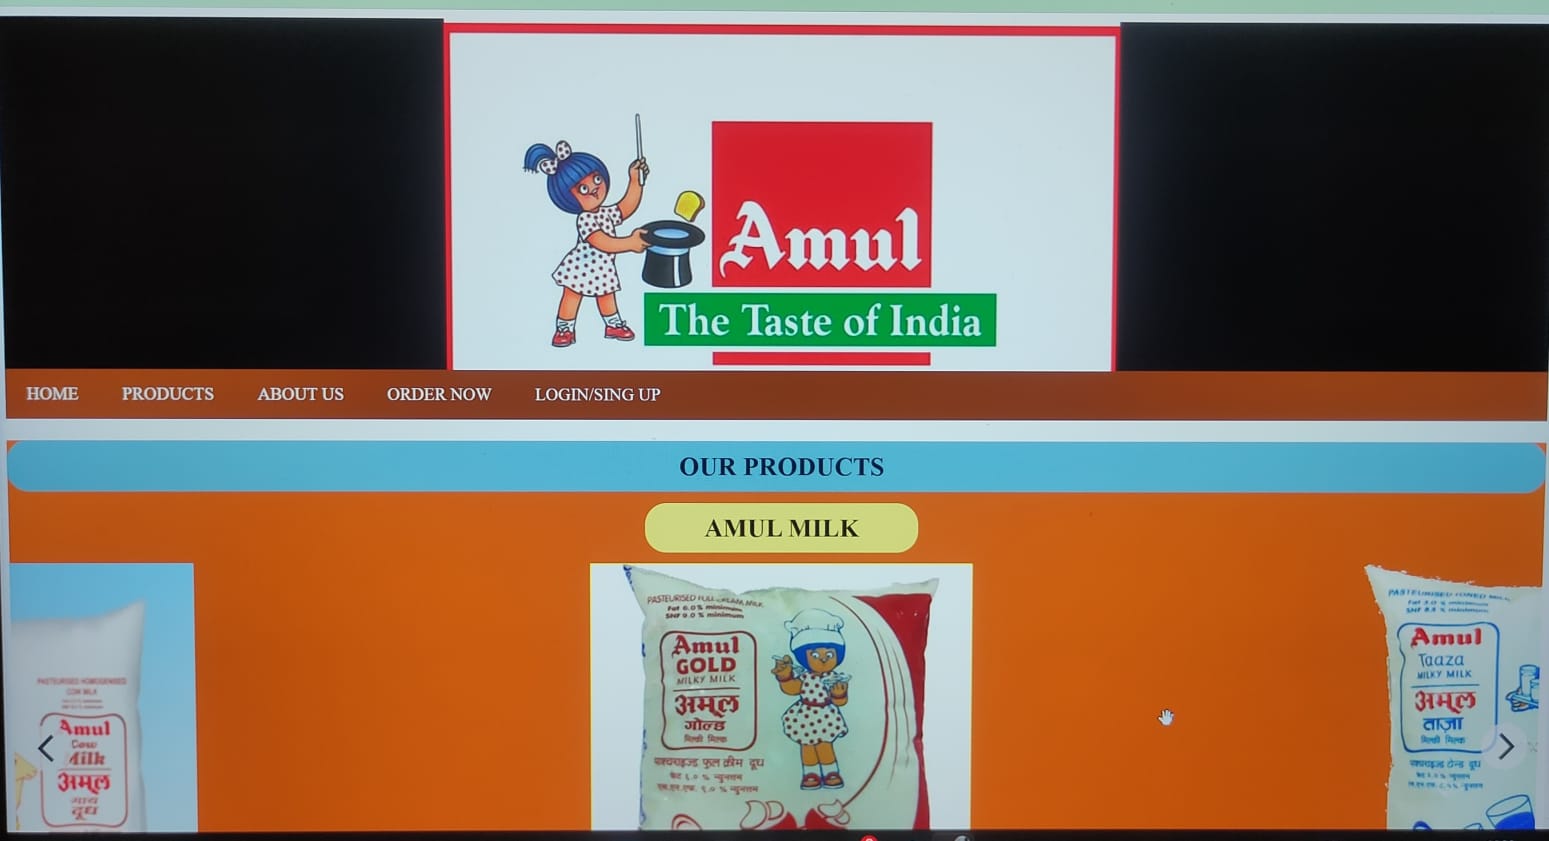 Amul
The Taste of India
HOME PRODUCTS ABOUT US ORDER NOW LOGIN/SING UP
OUR PRODUCTS
AMUL MILK
PASTEURISED HOMOGENISED
COW MILK
Amul
Cow
Milk
अमूल
गाय
दूध
PASTEURISED FULL CREAM MILK
Fat 6.0 % minimum
SNF 9.0 % minimum
Amul
GOLD
MILKY MILK
अमूल
गोल्ड
मिल्की मिल्क
पाश्चराइज़्ड फुल क्रीम दूध
फैट ६.० % न्यूनतम
एस.एन.एफ. ९.० % न्यूनतम
PASTEURISED TONED MILK
Fat 3.0 % minimum
SNF 8.5 % minimum
Amul
Taaza
MILKY MILK
अमूल
ताज़ा
मिल्की मिल्क
पाश्चराइज़्ड टोन्ड दूध